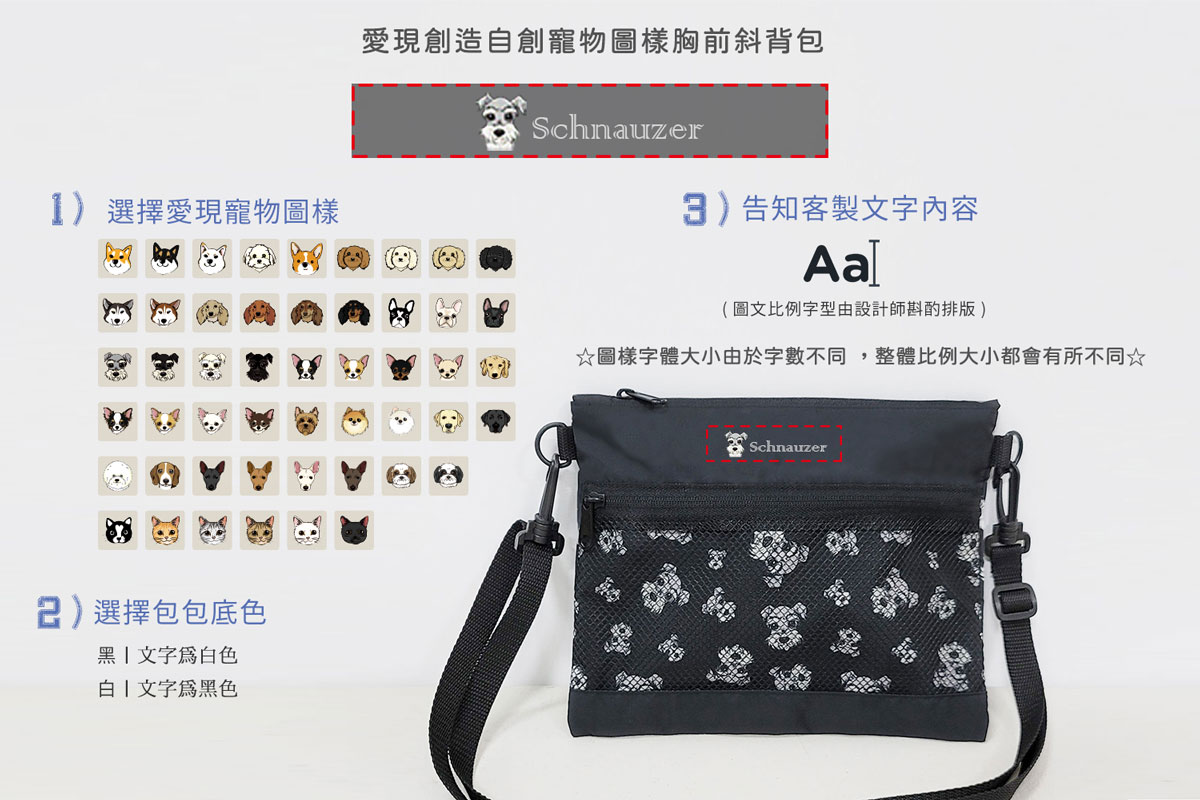 愛現創造自創寵物圖樣胸前斜背包
Schnauzer
1) 選擇愛現寵物圖樣
2) 選擇包包底色
黑|文字爲白色
白|文字爲黑色
3) 告知客製文字內容
Aa
( 圖文比例字型由設計師斟酌排版 )
☆圖樣字體大小由於字數不同 ，整體比例大小都會有所不同☆
Schnauzer